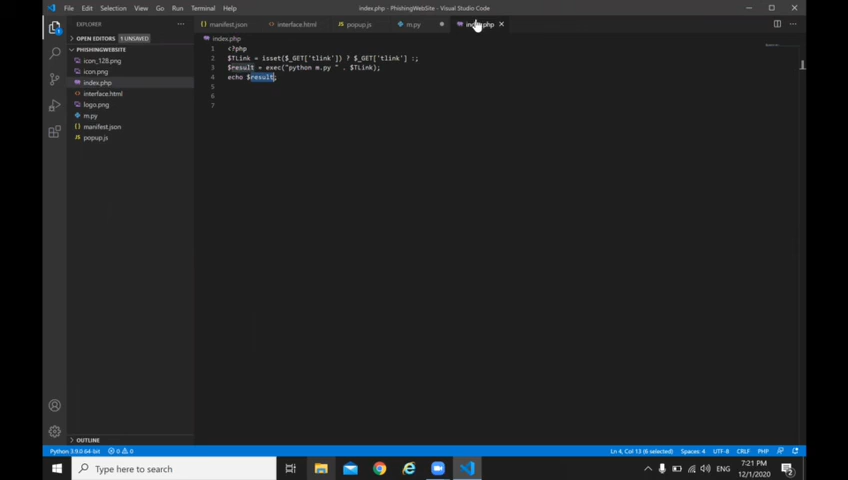 File Edit Selection View Go Run Terminal Help
index.php - PhishingWebSite - Visual Studio Code
EXPLORER
manifest.json
interface.html
popup.js
m.py
index.php
OPEN EDITORS 1 UNSAVED
PHISHINGWEBSITE
icon_128.png
icon.png
index.php
interface.html
logo.png
m.py
manifest.json
popup.js
OUTLINE
index.php
1 <?php
2 $TLink = isset($_GET['tlink']) ? $_GET['tlink'] :;
3 $result = exec("python m.py " . $TLink);
4 echo $result;
5
6
7
Python 3.9.0 64-bit 0 0
Ln 4, Col 13 (6 selected) Spaces: 4 UTF-8 CRLF PHP
Type here to search
ENG
7:21 PM
12/1/2020
2